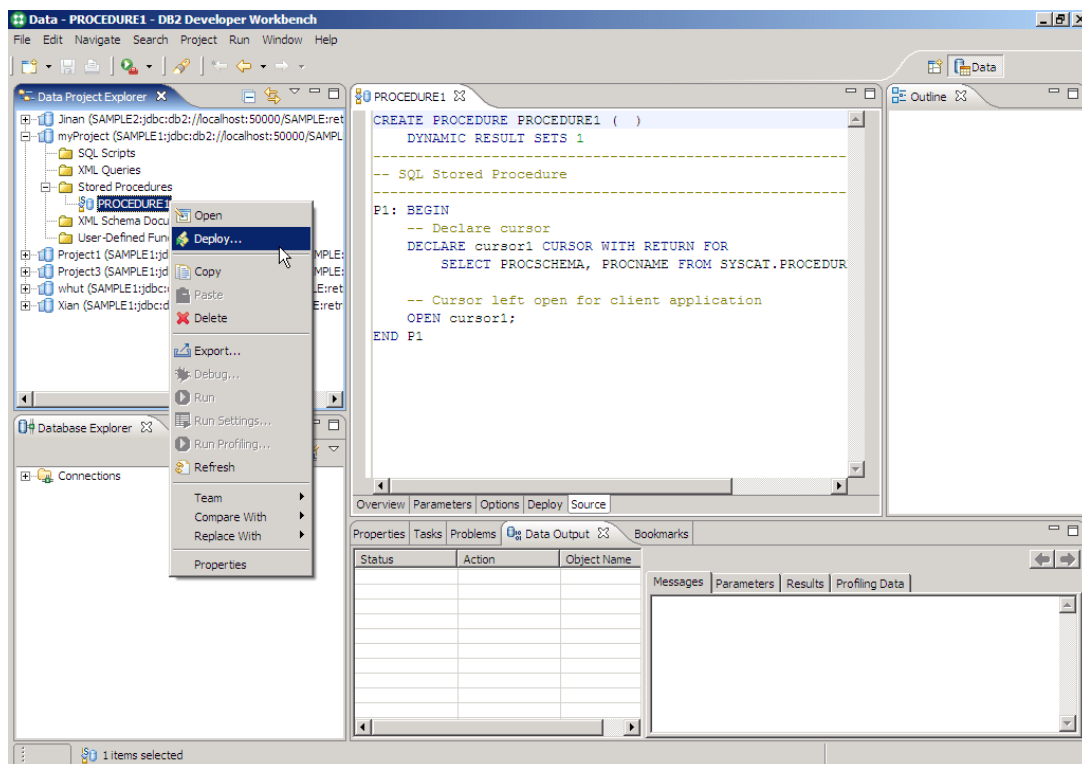 Data - PROCEDURE1 - DB2 Developer Workbench
File Edit Navigate Search Project Run Window Help
Data
Data Project Explorer
Jinan (SAMPLE2:jdbc:db2://localhost:50000/SAMPLE:ret
myProject (SAMPLE1:jdbc:db2://localhost:50000/SAMPL
SQL Scripts
XML Queries
Stored Procedures
PROCEDURE1
XML Schema Docu
User-Defined Fun
Project1 (SAMPLE1:jd MPLE:
Project3 (SAMPLE1:jd MPLE:
whut (SAMPLE1:jdbc: LE:ret
Xian (SAMPLE1:jdbc:d E:retr
Open
Deploy...
Copy
Paste
Delete
Export...
Debug...
Run
Run Settings...
Run Profiling...
Refresh
Team
Compare With
Replace With
Properties
Database Explorer
Connections
PROCEDURE1
CREATE PROCEDURE PROCEDURE1 ( )
DYNAMIC RESULT SETS 1
------------------------------------------------------------------------
-- SQL Stored Procedure
------------------------------------------------------------------------
P1: BEGIN
-- Declare cursor
DECLARE cursor1 CURSOR WITH RETURN FOR
SELECT PROCSCHEMA, PROCNAME FROM SYSCAT.PROCEDUR
-- Cursor left open for client application
OPEN cursor1;
END P1
Overview Parameters Options Deploy Source
Outline
Properties Tasks Problems Data Output Bookmarks
Status Action Object Name
Messages Parameters Results Profiling Data
1 items selected